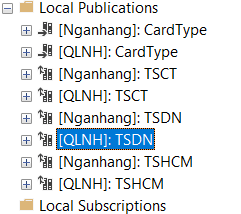 Local Publications
[Nganhang]: CardType
[QLNH]: CardType
[Nganhang]: TSCT
[QLNH]: TSCT
[Nganhang]: TSDN
[QLNH]: TSDN
[Nganhang]: TSHCM
[QLNH]: TSHCM
Local Subscriptions